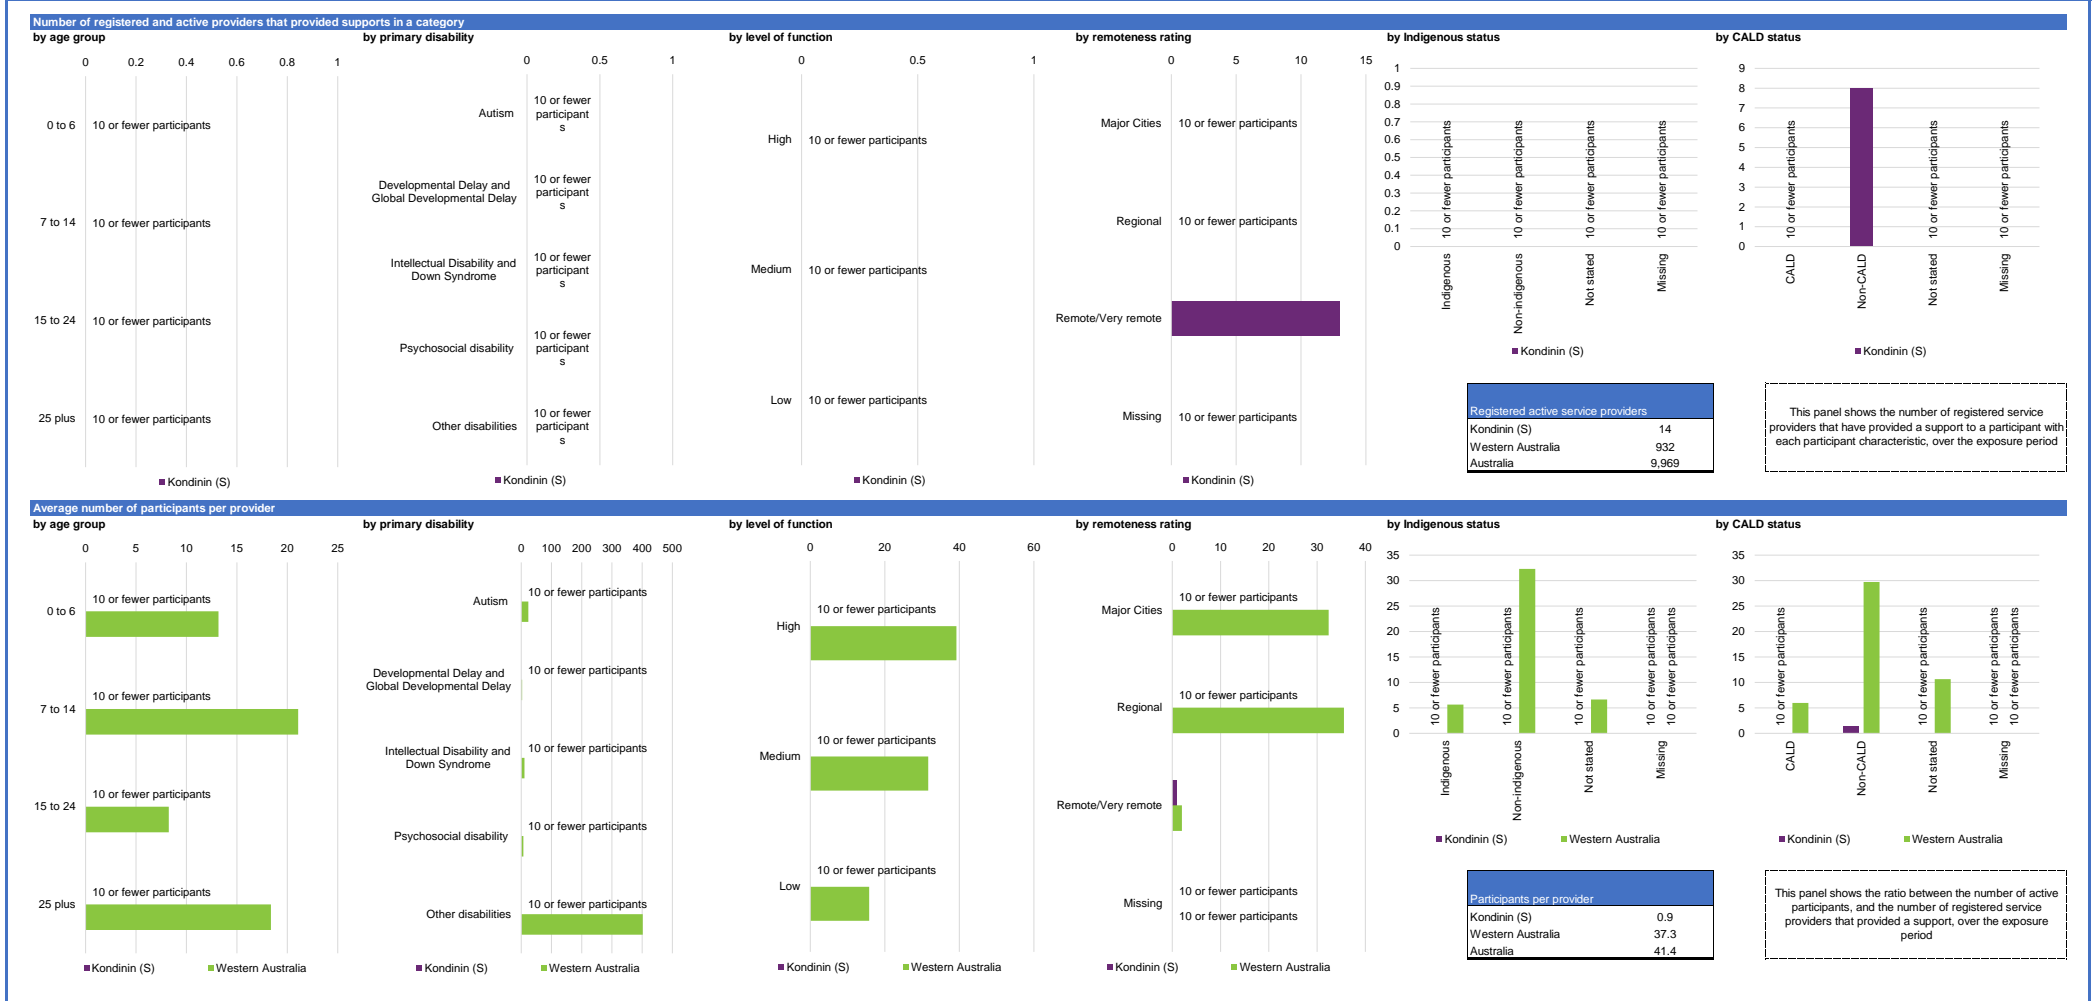 Number of registered and active providers that provided supports in a category
by age group
0 0.2 0.4 0.6 0.8 1
0 to 6
10 or fewer participants
7 to 14
10 or fewer participants
15 to 24
10 or fewer participants
25 plus
10 or fewer participants
Kondinin (S)
by primary disability
0 0.5 1
Autism
10 or fewer
participant
s
Developmental Delay and
Global Developmental Delay
10 or fewer
participant
s
Intellectual Disability and
Down Syndrome
10 or fewer
participant
s
Psychosocial disability
10 or fewer
participant
s
Other disabilities
10 or fewer
participant
s
Kondinin (S)
by level of function
0 0.5 1
High
10 or fewer participants
Medium
10 or fewer participants
Low
10 or fewer participants
Kondinin (S)
by remoteness rating
0 5 10 15
Major Cities
10 or fewer participants
Regional
10 or fewer participants
Remote/Very remote
Missing
10 or fewer participants
Kondinin (S)
by Indigenous status
1
0.9
0.8
0.7
0.6
0.5
0.4
0.3
0.2
0.1
0
10 or fewer participants
10 or fewer participants
10 or fewer participants
10 or fewer participants
Indigenous
Non-indigenous
Not stated
Missing
Kondinin (S)
by CALD status
9
8
7
6
5
4
3
2
1
0
10 or fewer participants
10 or fewer participants
10 or fewer participants
CALD
Non-CALD
Not stated
Missing
Kondinin (S)
Registered active service providers
Kondinin (S) 14
Western Australia 932
Australia 9,969
This panel shows the number of registered service
providers that have provided a support to a participant with
each participant characteristic, over the exposure period
Average number of participants per provider
by age group
0 5 10 15 20 25
0 to 6
10 or fewer participants
7 to 14
10 or fewer participants
15 to 24
10 or fewer participants
25 plus
10 or fewer participants
Kondinin (S) Western Australia
by primary disability
0 100 200 300 400 500
Autism
10 or fewer participants
Developmental Delay and
Global Developmental Delay
10 or fewer participants
Intellectual Disability and
Down Syndrome
10 or fewer participants
Psychosocial disability
10 or fewer participants
Other disabilities
10 or fewer participants
Kondinin (S) Western Australia
by level of function
0 20 40 60
High
10 or fewer participants
Medium
10 or fewer participants
Low
10 or fewer participants
Kondinin (S) Western Australia
by remoteness rating
0 10 20 30 40
Major Cities
10 or fewer participants
Regional
10 or fewer participants
Remote/Very remote
Missing
10 or fewer participants
10 or fewer participants
Kondinin (S) Western Australia
by Indigenous status
35
30
25
20
15
10
5
0
10 or fewer participants
10 or fewer participants
10 or fewer participants
10 or fewer participants
10 or fewer participants
Indigenous
Non-indigenous
Not stated
Missing
Kondinin (S) Western Australia
by CALD status
35
30
25
20
15
10
5
0
10 or fewer participants
10 or fewer participants
10 or fewer participants
10 or fewer participants
CALD
Non-CALD
Not stated
Missing
Kondinin (S) Western Australia
Participants per provider
Kondinin (S) 0.9
Western Australia 37.3
Australia 41.4
This panel shows the ratio between the number of active
participants, and the number of registered service
providers that provided a support, over the exposure
period